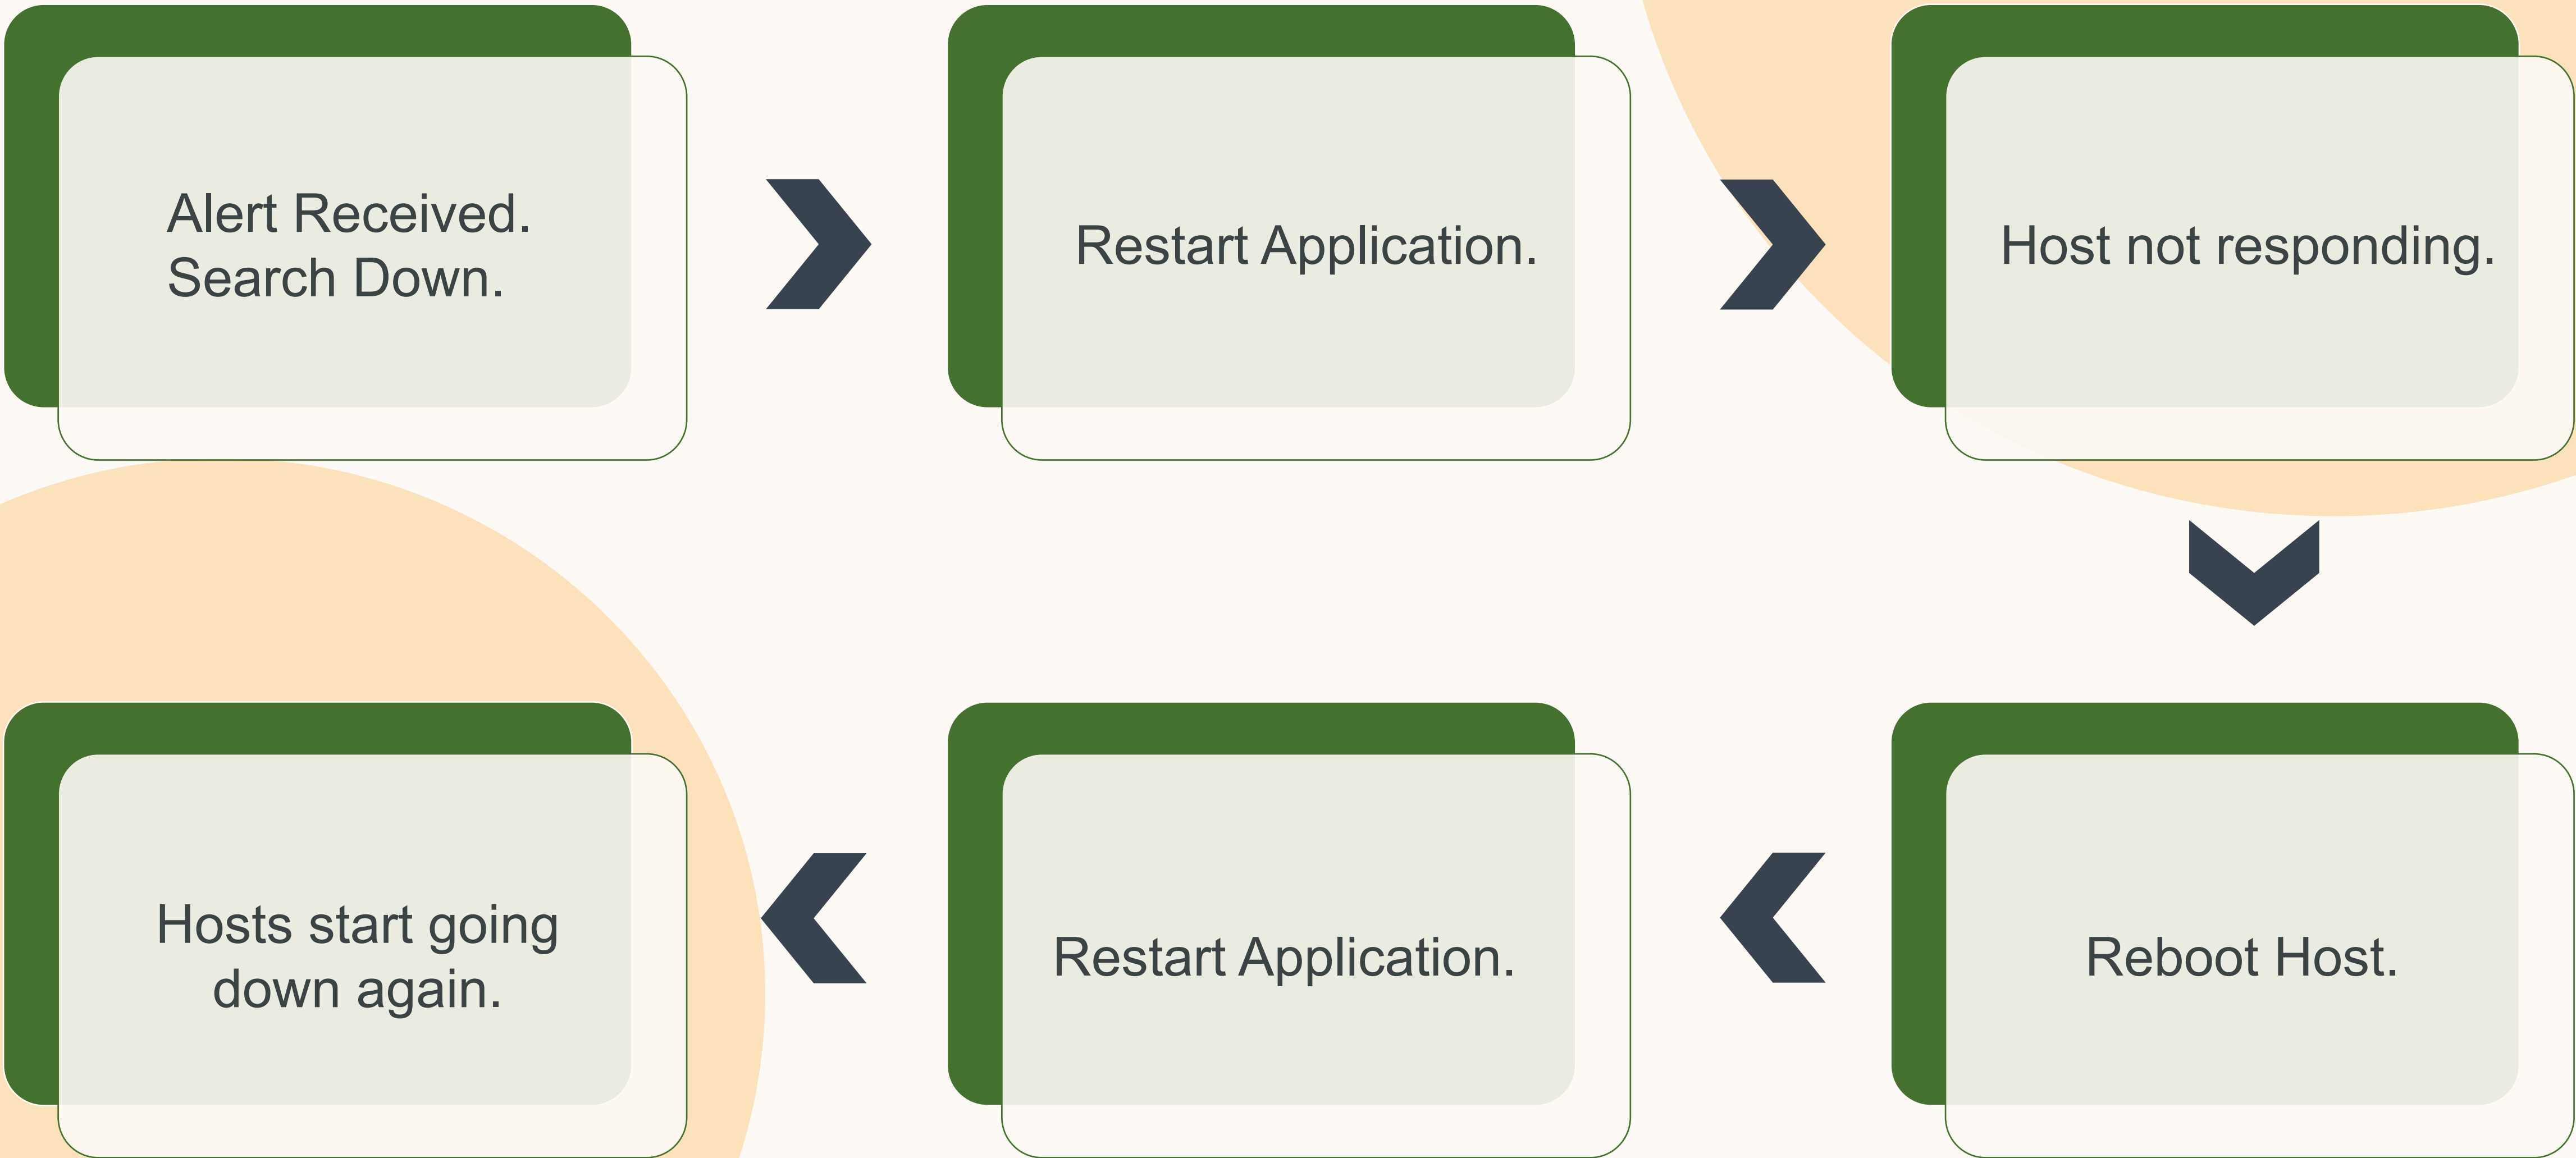 Alert Received.
Search Down.
Restart Application.
Host not responding.
Reboot Host.
Restart Application.
Hosts start going
down again.